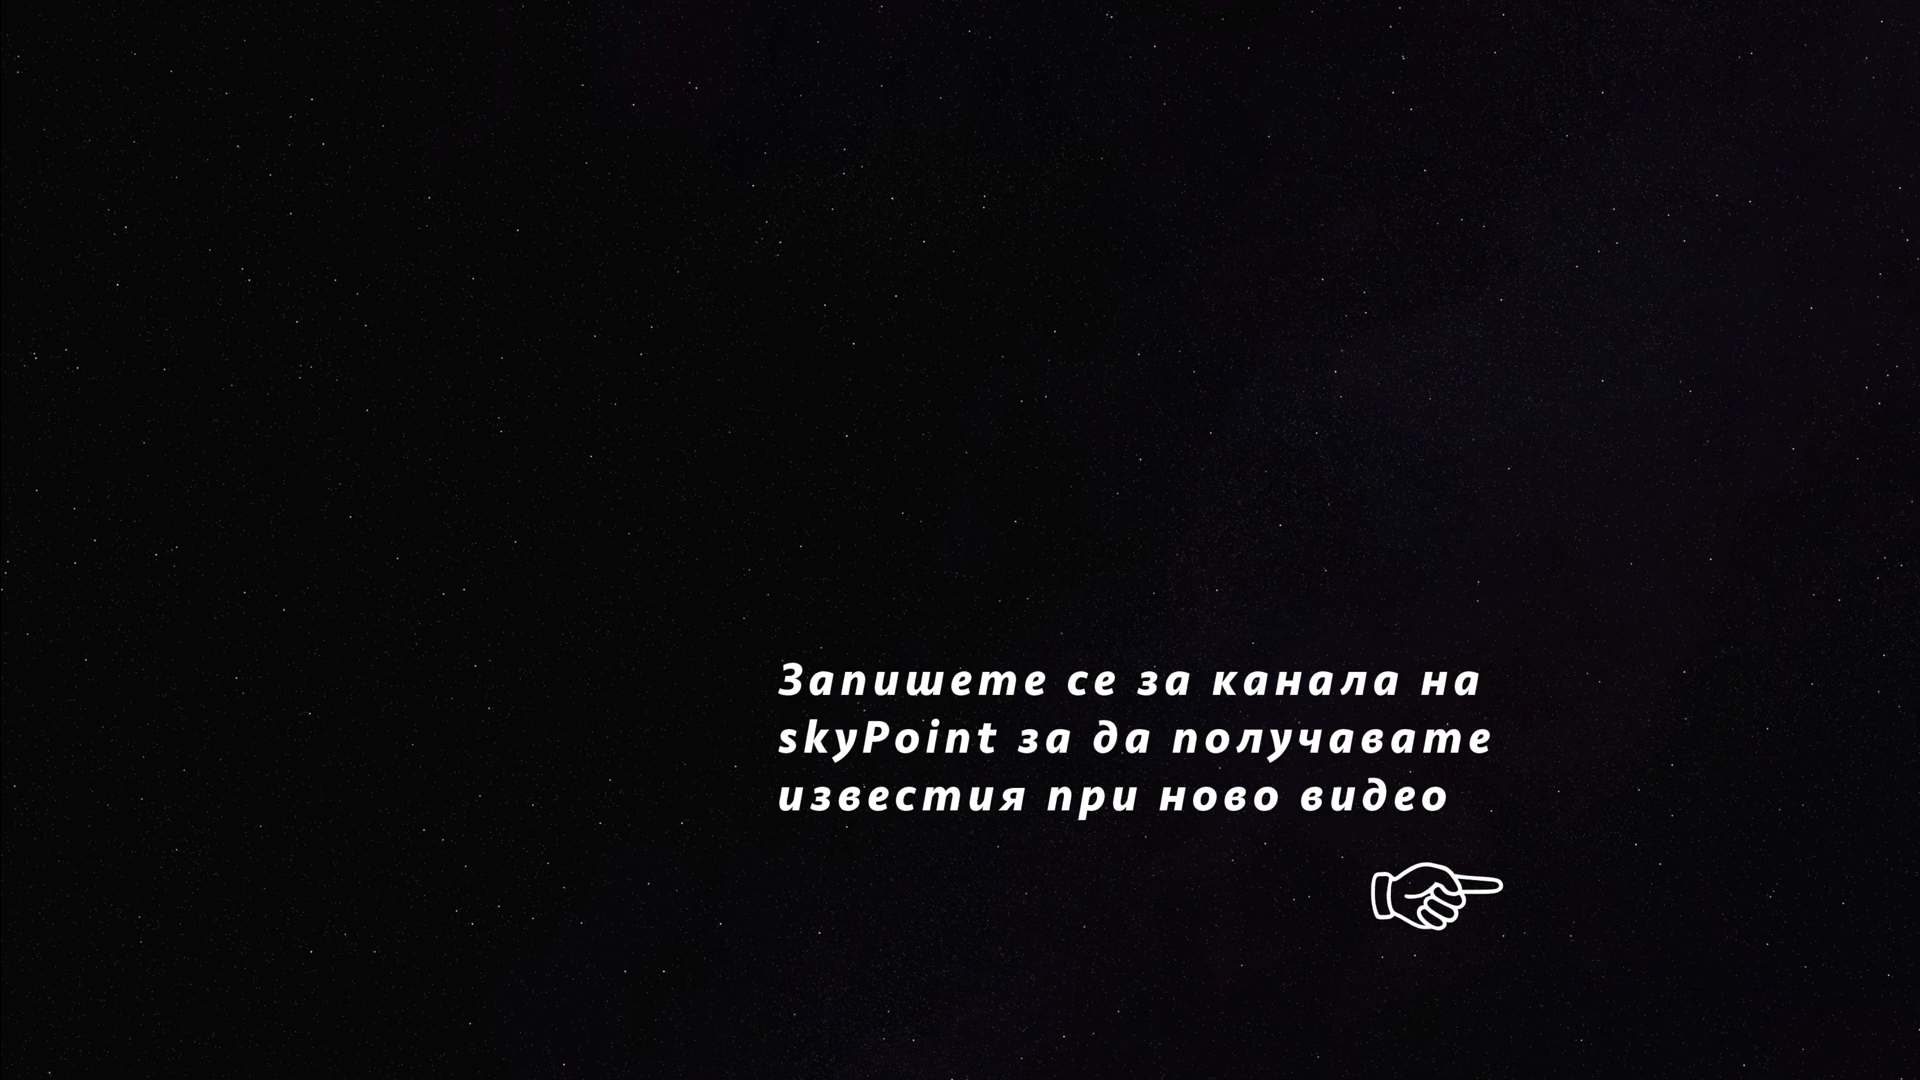 Запишете се за канала на
skyPoint за да получавате
известия при ново видео